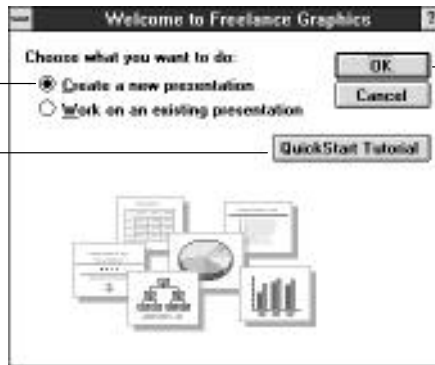 Welcome to Freelance Graphics ?
Choose what you want to do:
Create a new presentation
Work on an existing presentation
OK
Cancel
QuickStart Tutorial